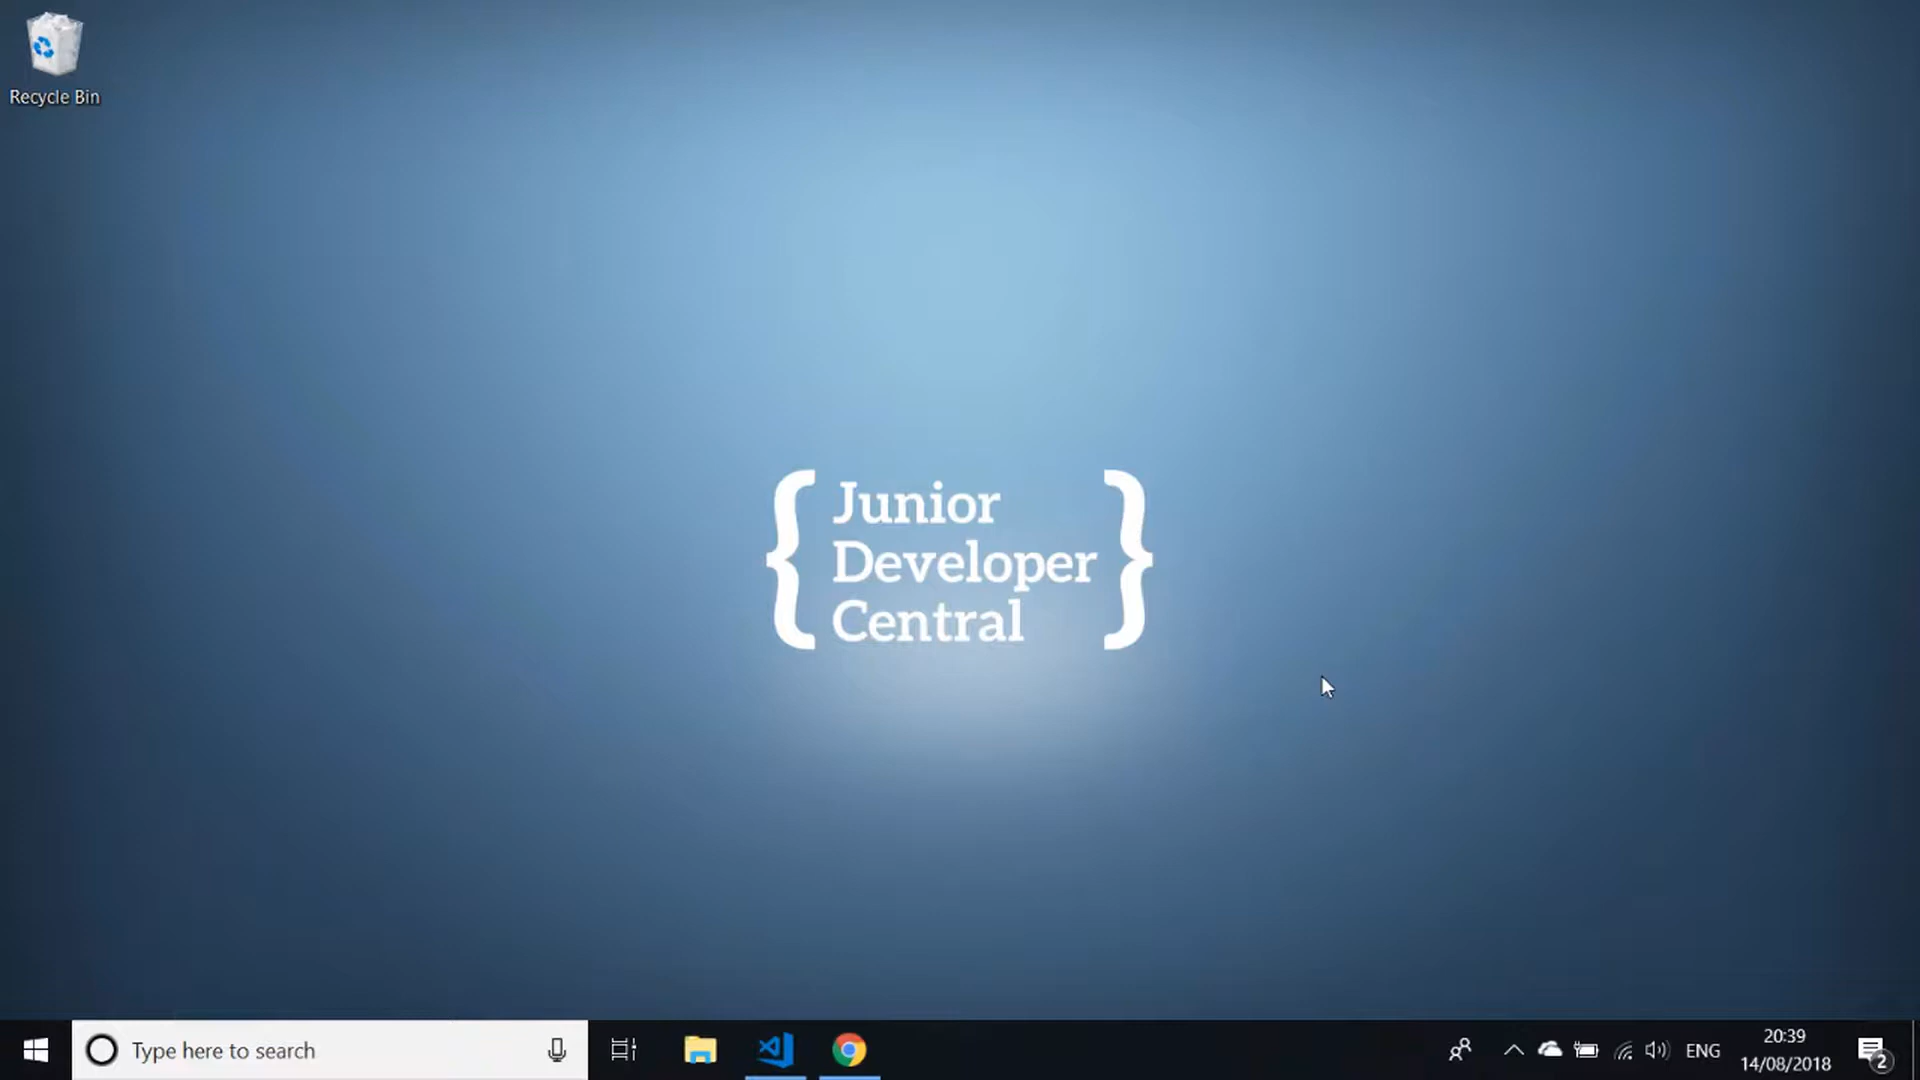 Recycle Bin
{ Junior
Developer
Central }
Type here to search
ENG
20:39
14/08/2018
2